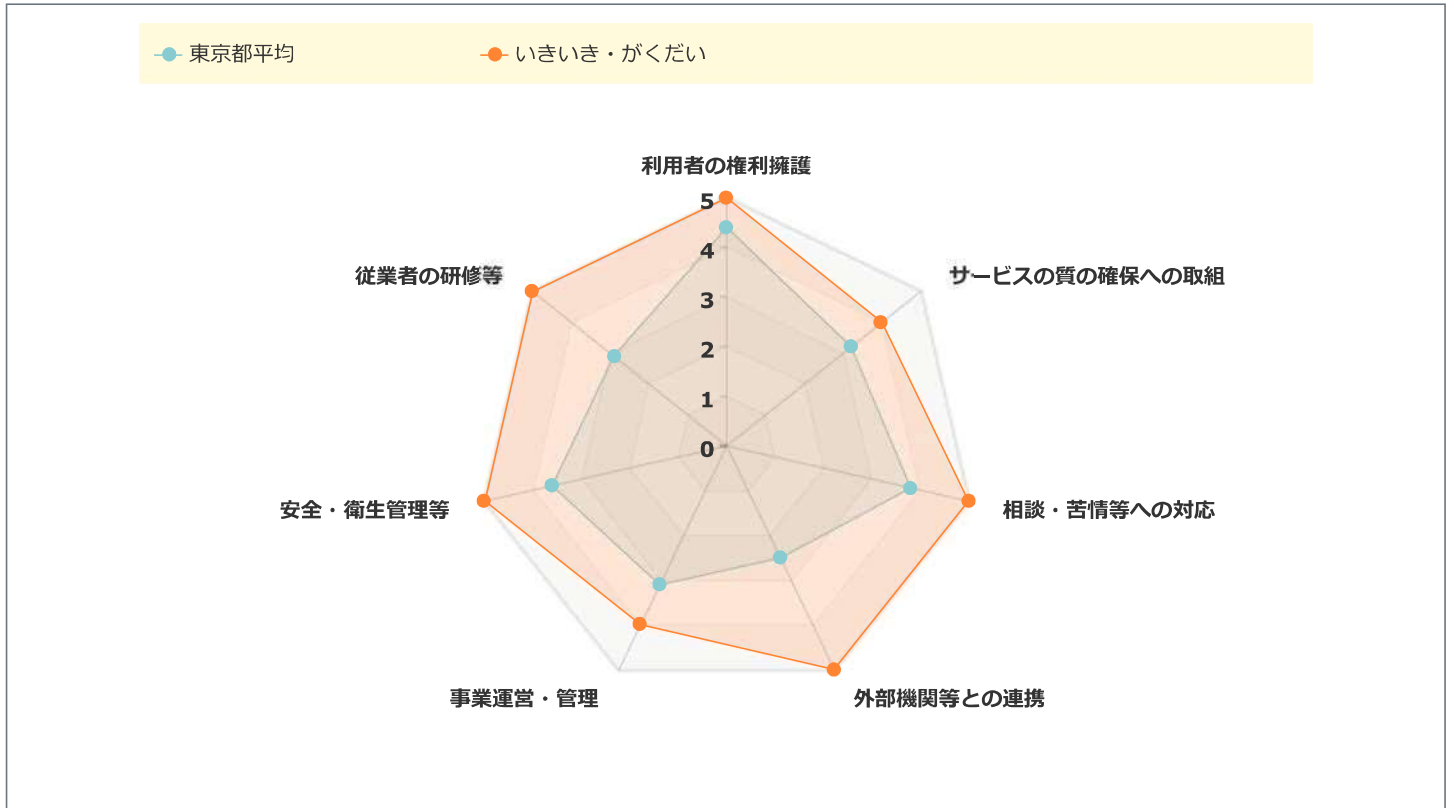 東京都平均
いきいき・がくだい
利用者の権利擁護
5
従業者の研修等
サービスの質の確保への取組
4
3
2
1
0
安全・衛生管理等
相談・苦情等への対応
事業運営・管理
外部機関等との連携